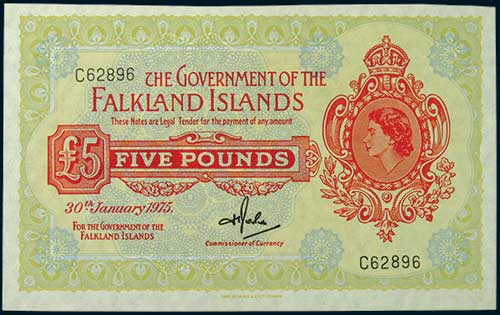 C62896
THE GOVERNMENT OF THE
FALKLAND ISLANDS
These Notes are Legal Tender for the payment of any amount
£5
FIVE POUNDS
30th January 1975.
FOR THE GOVERNMENT OF THE
FALKLAND ISLANDS
Commissioner of Currency
C62896